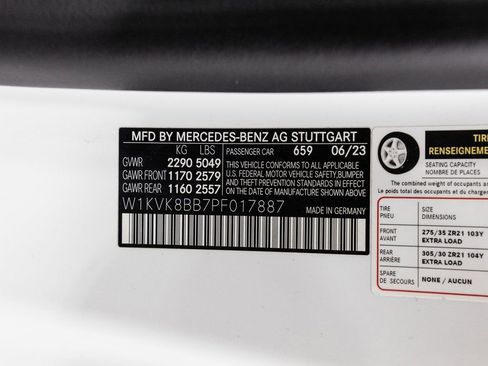 MFD BY MERCEDES-BENZ AG STUTTGART
KG LBS
PASSENGER CAR 659 06/23
GVWR 2290 5049
GAWR FRONT 1170 2579
GAWR REAR 1160 2557
THIS VEHICLE CONFORMS TO ALL APPLICABLE
U.S. FEDERAL MOTOR VEHICLE SAFETY, BUMPER
AND THEFT PREVENTION STANDARDS IN EFFECT
ON THE DATE OF MANUFACTURE SHOWN ABOVE.
W1KVK8BB7PF017887
MADE IN GERMANY
TIRE
RENSEIGNEMEN
SEATING CAPACITY
NOMBRE DE PLACES
The combined weight of occupants
Le poids total des occupants et du
TIRE
PNEU
SIZE
DIMENSIONS
FRONT
AVANT
275/35 ZR21 103Y
EXTRA LOAD
REAR
ARRIÈRE
305/30 ZR21 104Y
EXTRA LOAD
SPARE
DE SECOURS
NONE / AUCUN